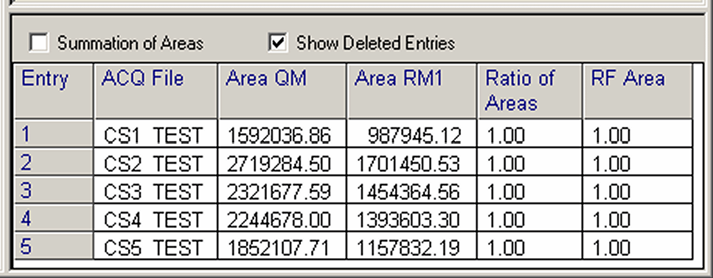 Summation of Areas Show Deleted Entries
Entry ACQ File Area QM Area RM1 Ratio of Areas RF Area
1 CS1 TEST 1592036.86 987945.12 1.00 1.00
2 CS2 TEST 2719284.50 1701450.53 1.00 1.00
3 CS3 TEST 2321677.59 1454364.56 1.00 1.00
4 CS4 TEST 2244678.00 1393603.30 1.00 1.00
5 CS5 TEST 1852107.71 1157832.19 1.00 1.00